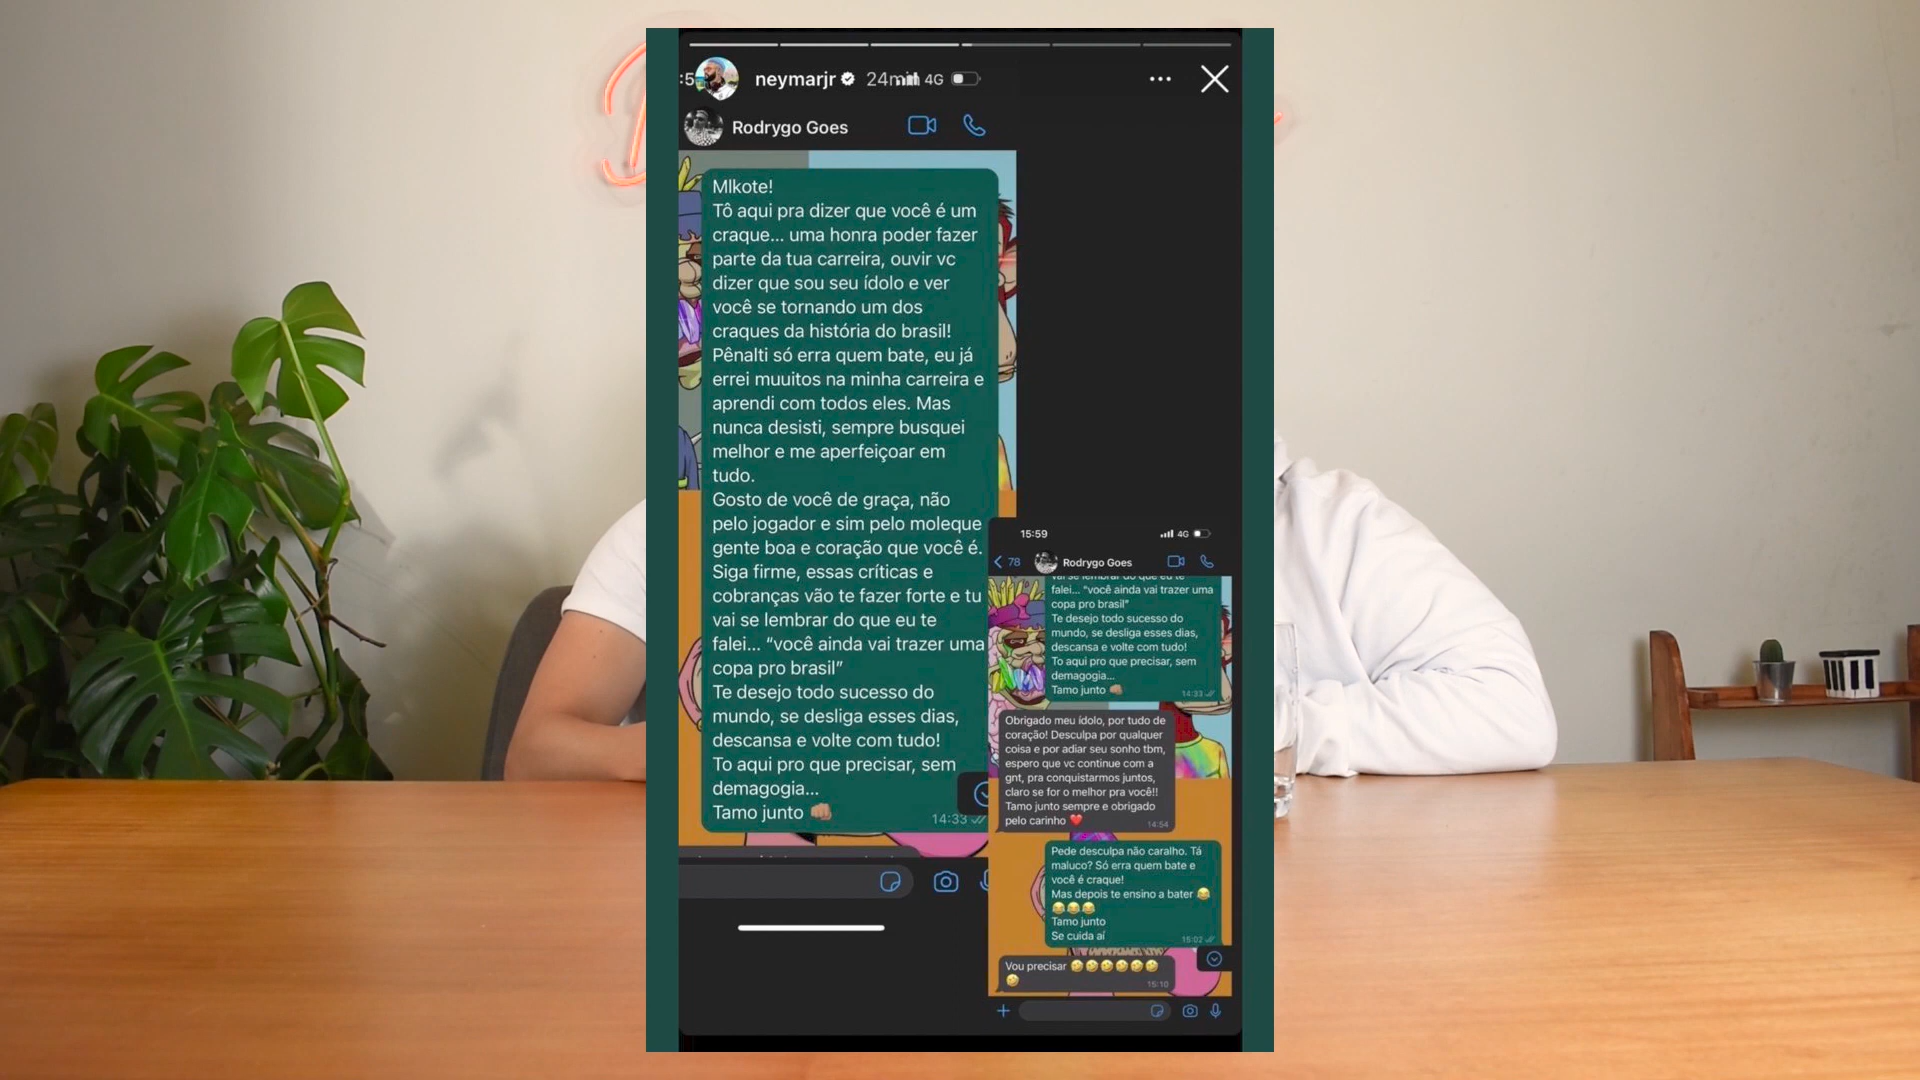 :5
neymarjr
24min
4G
Rodrygo Goes
Mlkote!
Tô aqui pra dizer que você é um
craque... uma honra poder fazer
parte da tua carreira, ouvir vc
dizer que sou seu ídolo e ver
você se tornando um dos
craques da história do brasil!
Pênalti só erra quem bate, eu já
errei muuitos na minha carreira e
aprendi com todos eles. Mas
nunca desisti, sempre busquei
melhor e me aperfeiçoar em
tudo.
Gosto de você de graça, não
pelo jogador e sim pelo moleque
gente boa e coração que você é.
Siga firme, essas críticas e
cobranças vão te fazer forte e tu
vai se lembrar do que eu te
falei... “você ainda vai trazer uma
copa pro brasil”
Te desejo todo sucesso do
mundo, se desliga esses dias,
descansa e volte com tudo!
To aqui pro que precisar, sem
demagogia...
Tamo junto 👊🏽
14:33
15:59
4G
78
Rodrygo Goes
vai se lembrar do que eu te
falei... “você ainda vai trazer uma
copa pro brasil”
Te desejo todo sucesso do
mundo, se desliga esses dias,
descansa e volte com tudo!
To aqui pro que precisar, sem
demagogia...
Tamo junto 👊🏽
14:33
Obrigado meu ídolo, por tudo de
coração! Desculpa por qualquer
coisa e por adiar seu sonho tbm,
espero que vc continue com a
gnt, pra conquistarmos juntos,
claro se for o melhor pra você!!
Tamo junto sempre e obrigado
pelo carinho ❤️
14:54
Pede desculpa não caralho. Tá
maluco? Só erra quem bate e
você é craque!
Mas depois te ensino a bater 😂
😂😂😂
Tamo junto
Se cuida aí
15:02
Vou precisar 🤣🤣🤣🤣🤣🤣
🤣
15:10